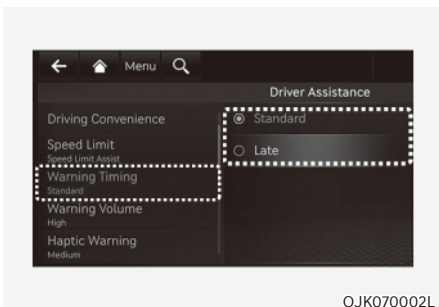 Menu
Driver Assistance
Driving Convenience
Speed Limit
Speed Limit Assist
Warning Timing
Standard
Warning Volume
High
Haptic Warning
Medium
Standard
Late
OJK070002L